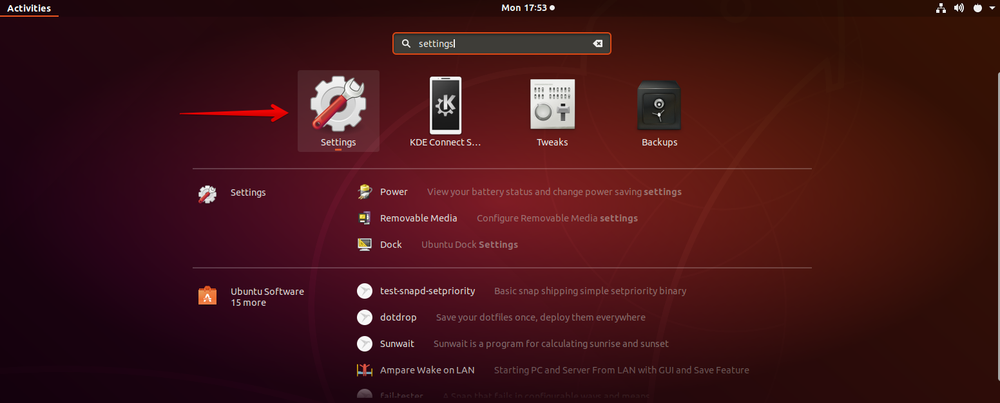 Activities
Mon 17:53
settings
Settings
KDE Connect S...
Tweaks
Backups
Settings
Power View your battery status and change power saving settings
Removable Media Configure Removable Media settings
Dock Ubuntu Dock Settings
Ubuntu Software
15 more
test-snapd-setpriority Basic snap shipping simple setpriority binary
dotdrop Save your dotfiles once, deploy them everywhere
Sunwait Sunwait is a program for calculating sunrise and sunset
Ampare Wake on LAN Starting PC and Server From LAN with GUI and Save Feature
fail-tester A Snap that fails in configurable ways and means